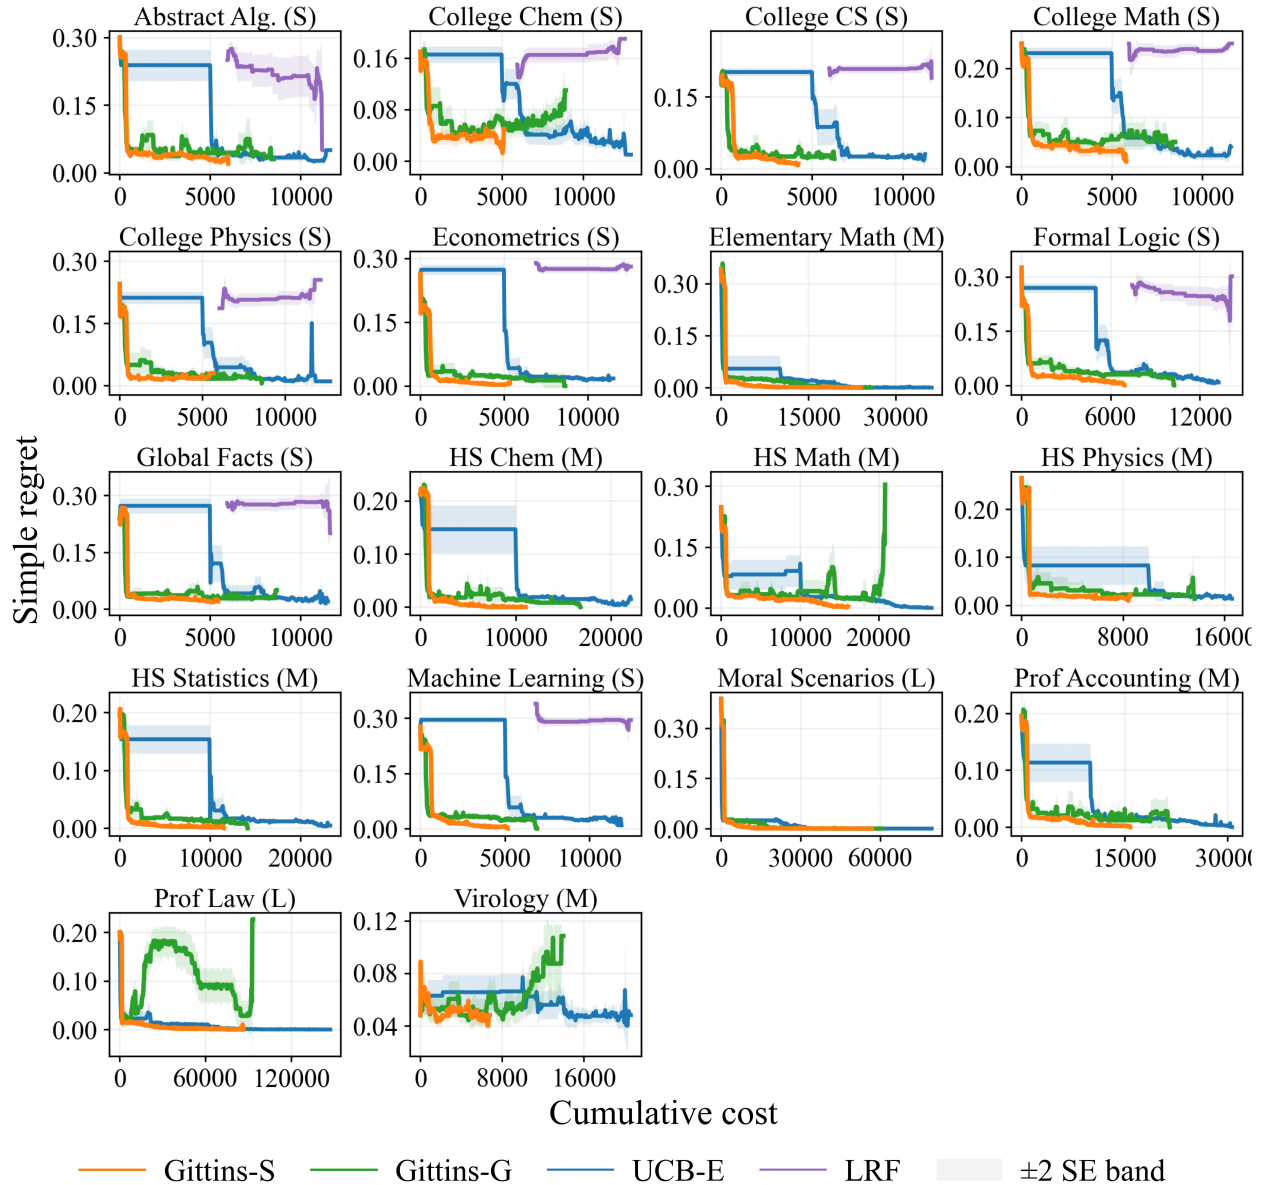 Abstract Alg. (S) College Chem (S) College CS (S) College Math (S)
0.30
0.15
0.00
0 5000 10000
0.16
0.08
0.00
0 5000 10000
0.15
0.00
0 5000 10000
0.20
0.10
0.00
0 5000 10000
College Physics (S) Econometrics (S) Elementary Math (M) Formal Logic (S)
0.30
0.15
0.00
0 5000 10000
0.30
0.15
0.00
0 5000 10000
0.30
0.15
0.00
0 15000 30000
0.30
0.15
0.00
0 6000 12000
Simple regret
Global Facts (S) HS Chem (M) HS Math (M) HS Physics (M)
0.30
0.15
0.00
0 5000 10000
0.20
0.10
0.00
0 10000 20000
0.30
0.15
0.00
0 10000 20000
0.20
0.10
0.00
0 8000 1600
HS Statistics (M) Machine Learning (S) Moral Scenarios (L) Prof Accounting (M)
0.20
0.10
0.00
0 10000 20000
0.30
0.15
0.00
0 5000 10000
0.30
0.15
0.00
0 30000 60000
0.20
0.10
0.00
0 15000 3000
Prof Law (L) Virology (M)
0.20
0.10
0.00
0 60000 120000
0.12
0.08
0.04
0 8000 16000
Cumulative cost
Gittins-S Gittins-G UCB-E LRF ±2 SE band